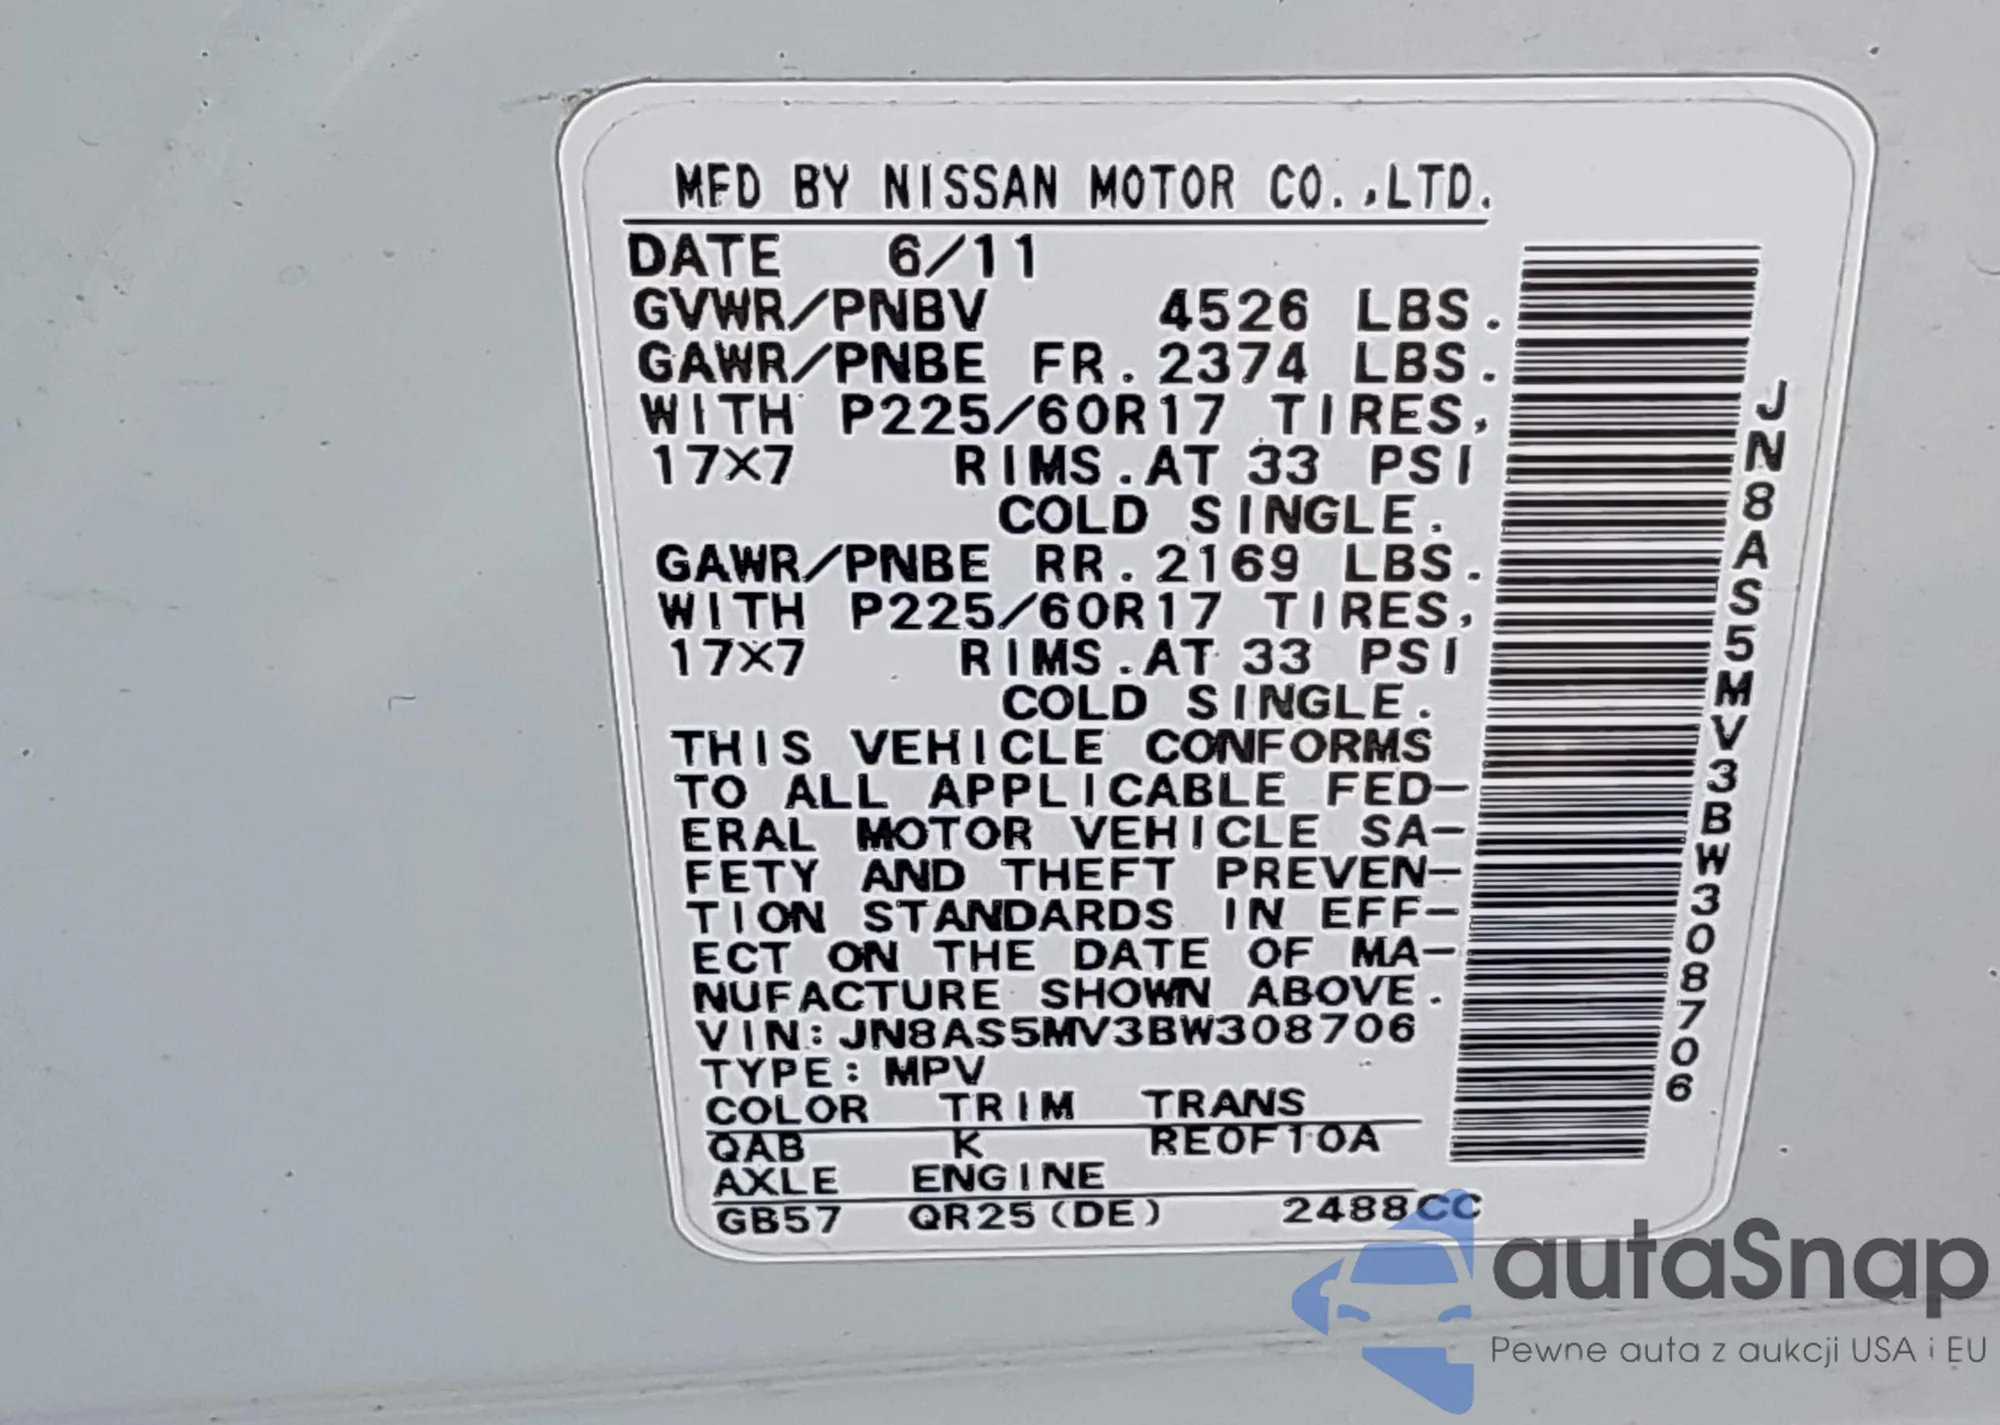 MFD BY NISSAN MOTOR CO.,LTD.
DATE 6/11
GVWR/PNBV 4526 LBS.
GAWR/PNBE FR. 2374 LBS.
WITH P225/60R17 TIRES,
17X7 RIMS.AT 33 PSI
COLD SINGLE.
GAWR/PNBE RR. 2169 LBS.
WITH P225/60R17 TIRES,
17X7 RIMS.AT 33 PSI
COLD SINGLE.
THIS VEHICLE CONFORMS
TO ALL APPLICABLE FED-
ERAL MOTOR VEHICLE SA-
FETY AND THEFT PREVEN-
TION STANDARDS IN EFF-
ECT ON THE DATE OF MA-
NUFACTURE SHOWN ABOVE.
VIN:JN8AS5MV3BW308706
TYPE: MPV
COLOR TRIM TRANS
QAB K RE0F10A
AXLE ENGINE
GB57 QR25(DE) 2488CC
JN8AS5MV3BW308706
autaSnap
Pewne auta z aukcji USA i EU